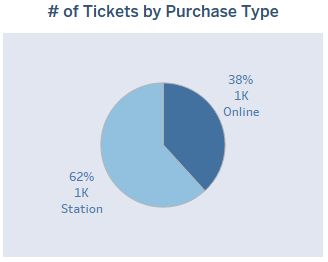 # of Tickets by Purchase Type
38%
1K
Online
62%
1K
Station